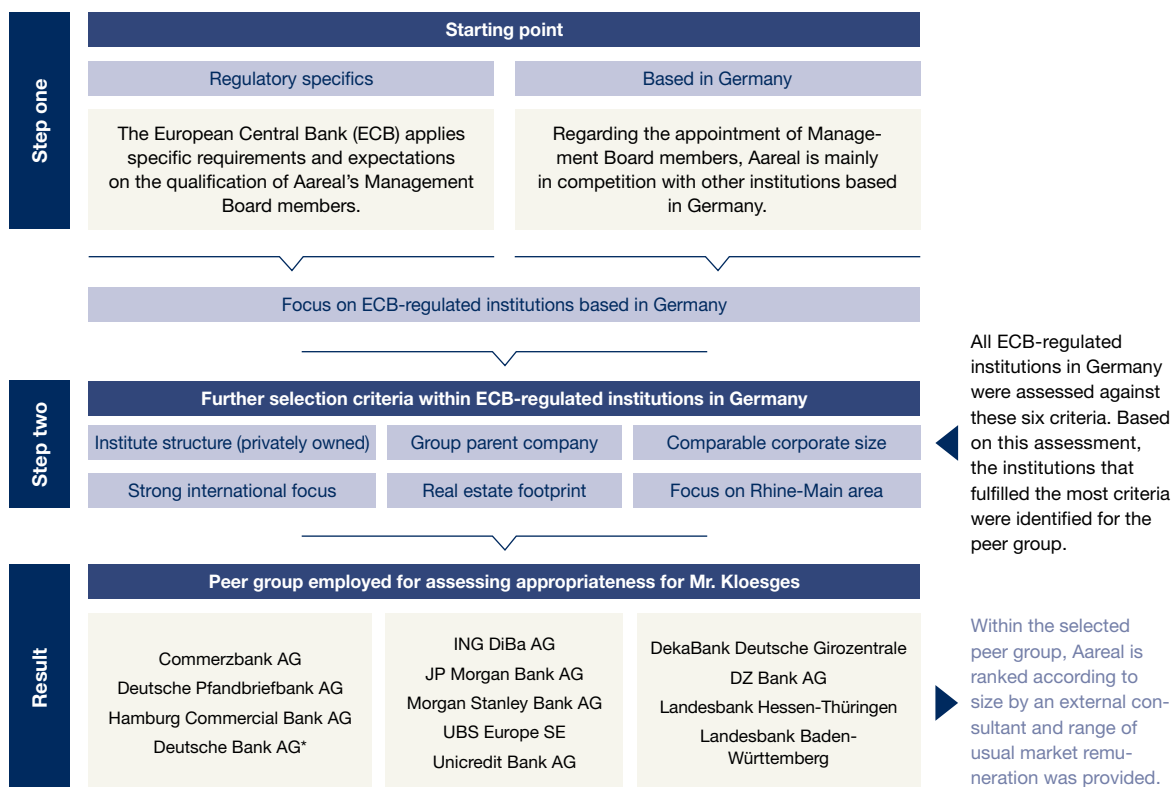 Step one
Starting point
Regulatory specifics
Based in Germany
The European Central Bank (ECB) applies
specific requirements and expectations
on the qualification of Aareal's Management
Board members.
Regarding the appointment of Manage-
ment Board members, Aareal is mainly
in competition with other institutions based
in Germany.
Focus on ECB-regulated institutions based in Germany
Step two
Further selection criteria within ECB-regulated institutions in Germany
Institute structure (privately owned)
Group parent company
Comparable corporate size
Strong international focus
Real estate footprint
Focus on Rhine-Main area
All ECB-regulated
institutions in Germany
were assessed against
these six criteria. Based
on this assessment,
the institutions that
fulfilled the most criteria
were identified for the
peer group.
Result
Peer group employed for assessing appropriateness for Mr. Kloesges
Commerzbank AG
Deutsche Pfandbriefbank AG
Hamburg Commercial Bank AG
Deutsche Bank AG*
ING DiBa AG
JP Morgan Bank AG
Morgan Stanley Bank AG
UBS Europe SE
Unicredit Bank AG
DekaBank Deutsche Girozentrale
DZ Bank AG
Landesbank Hessen-Thüringen
Landesbank Baden-
Württemberg
Within the selected
peer group, Aareal is
ranked according to
size by an external con-
sultant and range of
usual market remu-
neration was provided.